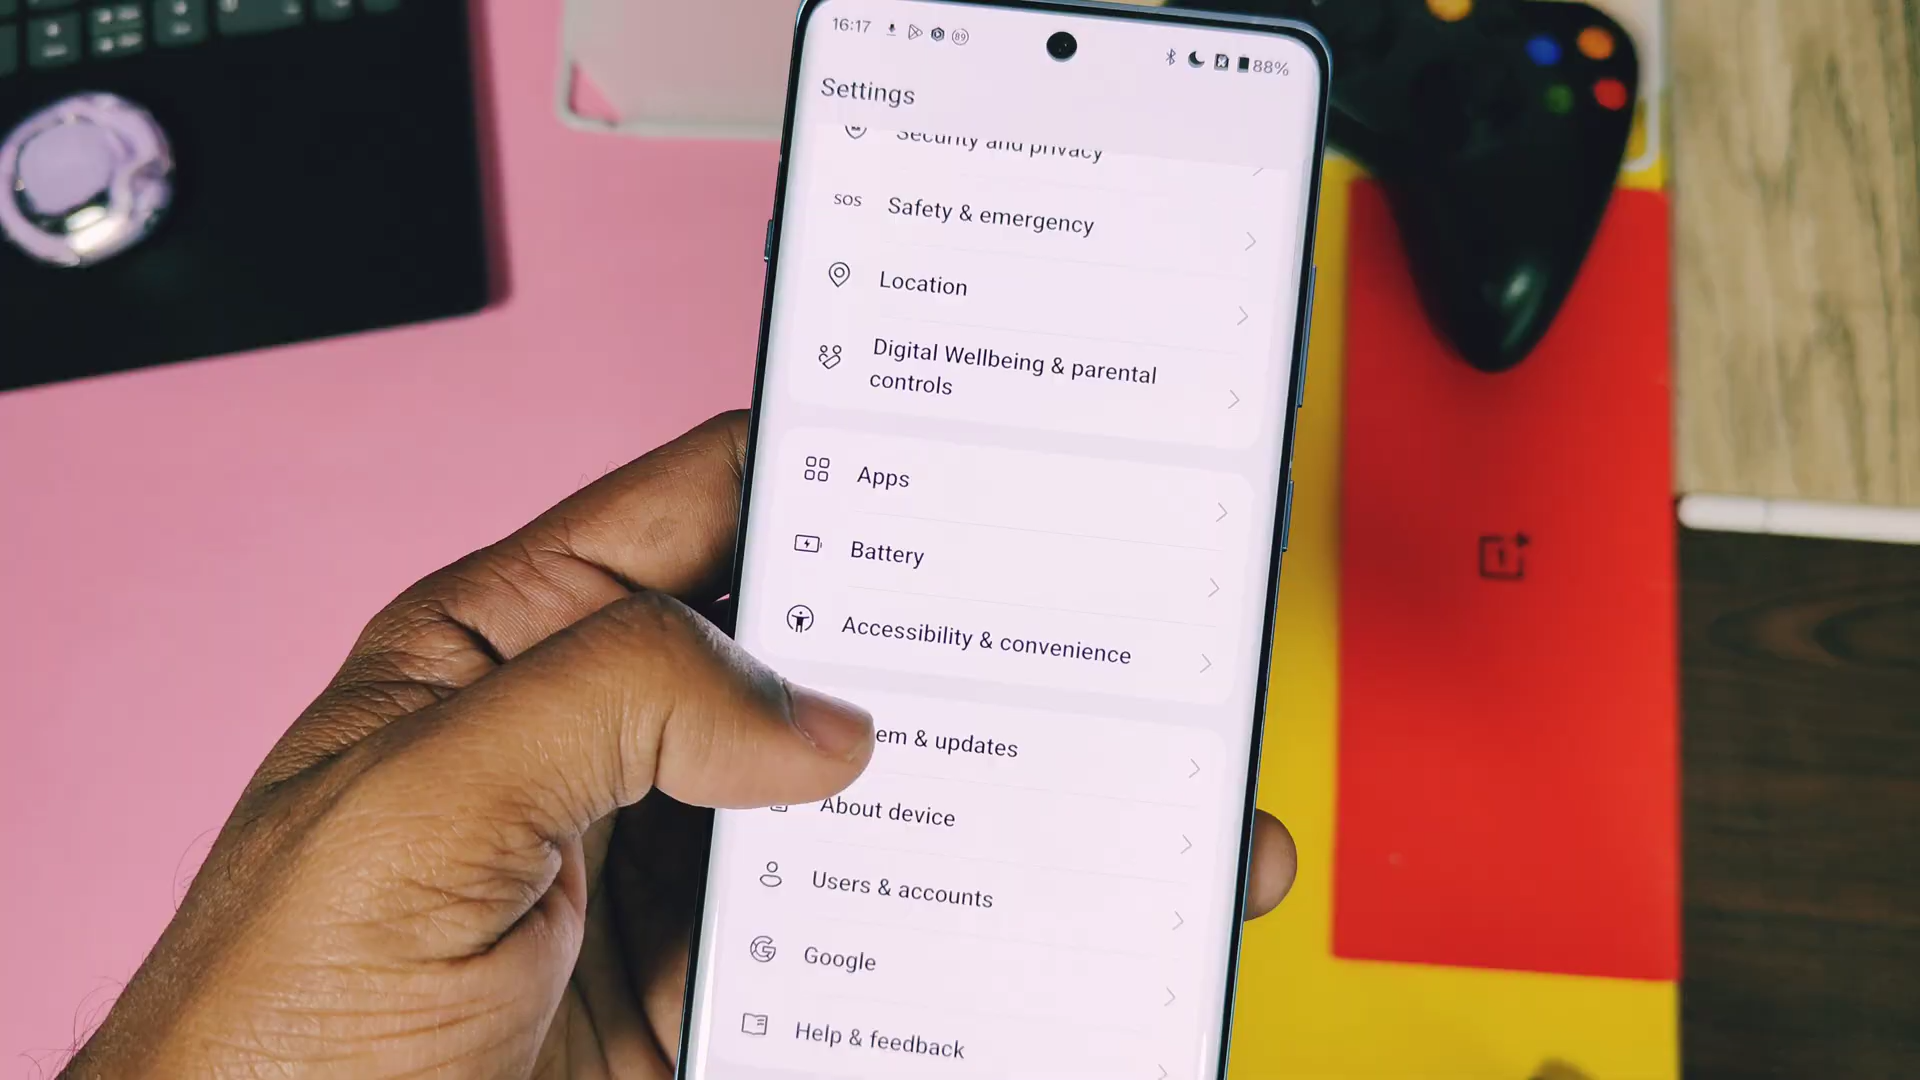 16:17
88%
Settings
Security and privacy
SOS
Safety & emergency
Location
Digital Wellbeing & parental
controls
Apps
Battery
Accessibility & convenience
em & updates
About device
Users & accounts
Google
Help & feedback